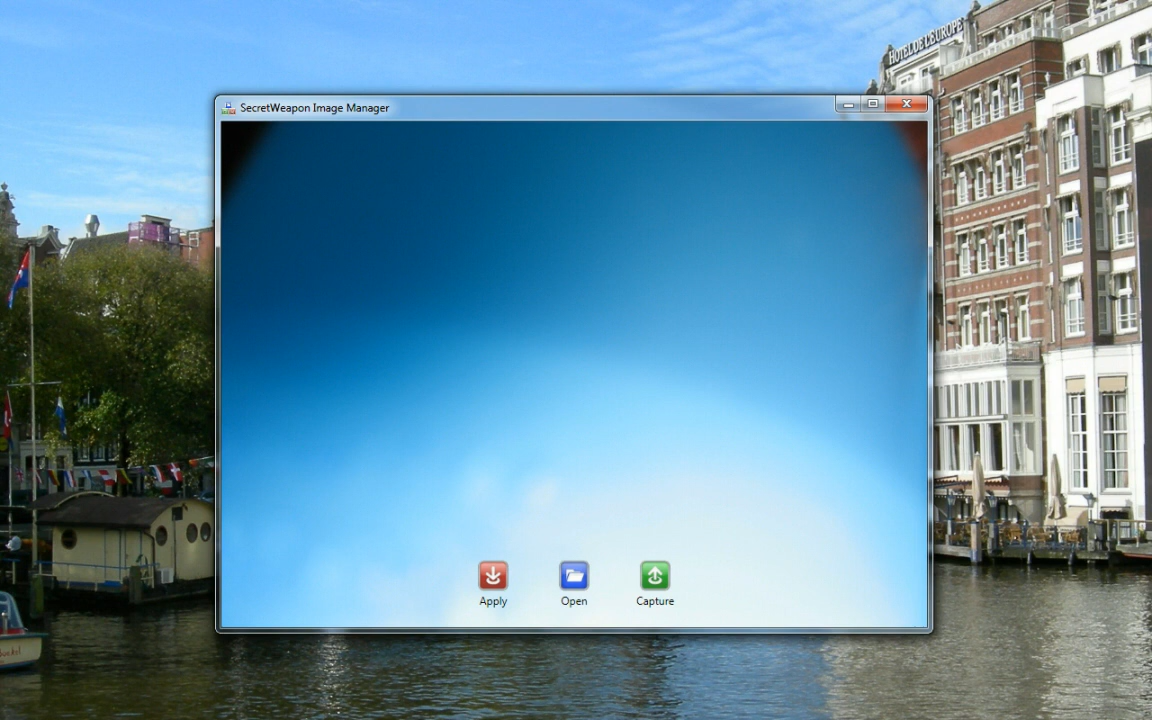 HOTEL DE L'EUROPE
SecretWeapon Image Manager
Apply
Open
Capture